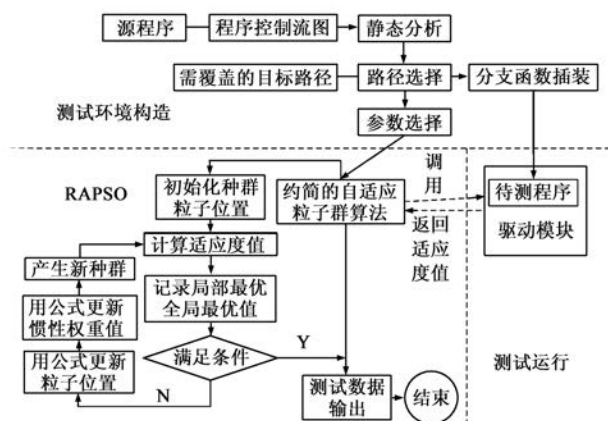 源程序
程序控制流图
静态分析
需覆盖的目标路径
路径选择
分支函数插装
测试环境构造
参数选择
RAPSO
初始化种群
粒子位置
约简的自适应
粒子群算法
调
用
待测程序
驱动模块
返回
适应
度值
计算适应度值
产生新种群
记录局部最优
全局最优值
用公式更新
惯性权重值
满足条件
Y
N
用公式更新
粒子位置
测试数据
输出
结束
测试运行